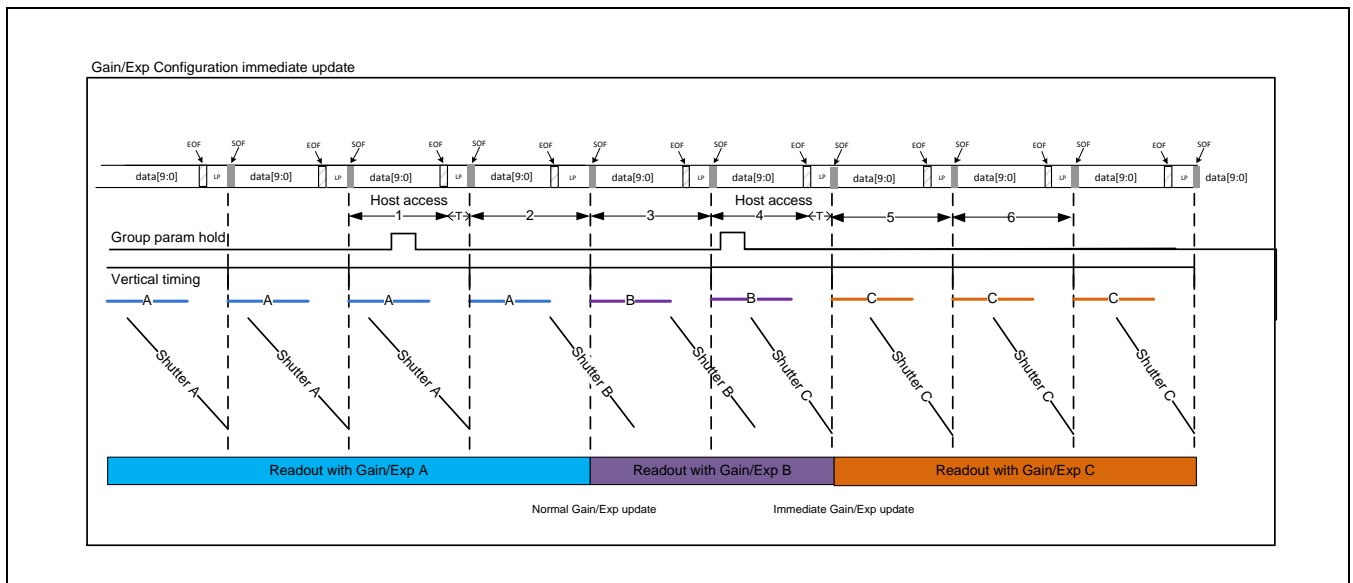 Gain/Exp Configuration immediate update
EOF SOF EOF SOF EOF SOF EOF SOF EOF SOF EOF SOF EOF SOF EOF SOF EOF SOF
data[9:0] LP data[9:0] LP data[9:0] LP data[9:0] LP data[9:0] LP data[9:0] LP data[9:0] LP data[9:0] LP data[9:0] LP data[9:0]
Host access Host access
1 T 2 3 4 T 5 6
Group param hold
Vertical timing
A A A A B B C C C
Shutter A Shutter A Shutter A Shutter B Shutter B Shutter C Shutter C Shutter C Shutter C
Readout with Gain/Exp A Readout with Gain/Exp B Readout with Gain/Exp C
Normal Gain/Exp update Immediate Gain/Exp update